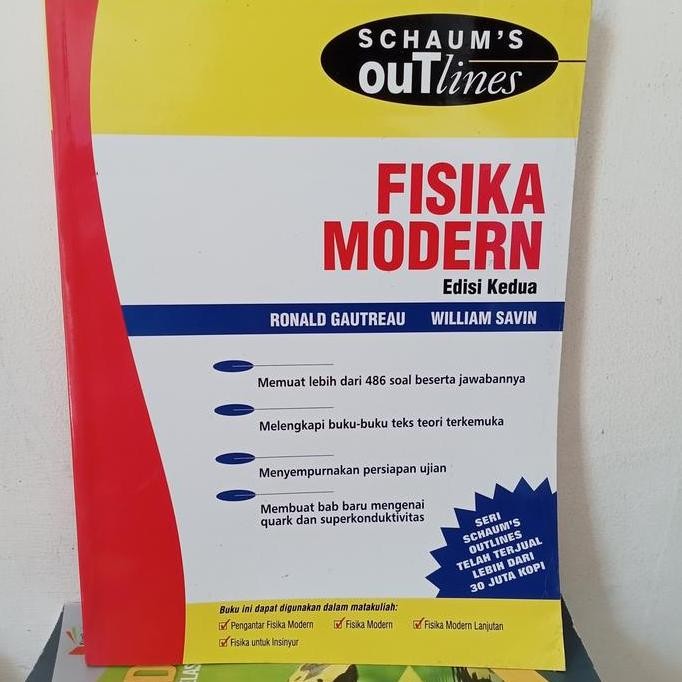 SCHAUM'S
ouTlines
FISIKA
MODERN
Edisi Kedua
RONALD GAUTREAU WILLIAM SAVIN
Memuat lebih dari 486 soal beserta jawabannya
Melengkapi buku-buku teks teori terkemuka
Menyempurnakan persiapan ujian
Membuat bab baru mengenai
quark dan superkonduktivitas
SERI
SCHAUM'S
OUTLINES
TELAH TERJUAL
LEBIH DARI
30 JUTA KOPI
Buku ini dapat digunakan dalam matakuliah:
Pengantar Fisika Modern Fisika Modern Fisika Modern Lanjutan
Fisika untuk Insinyur